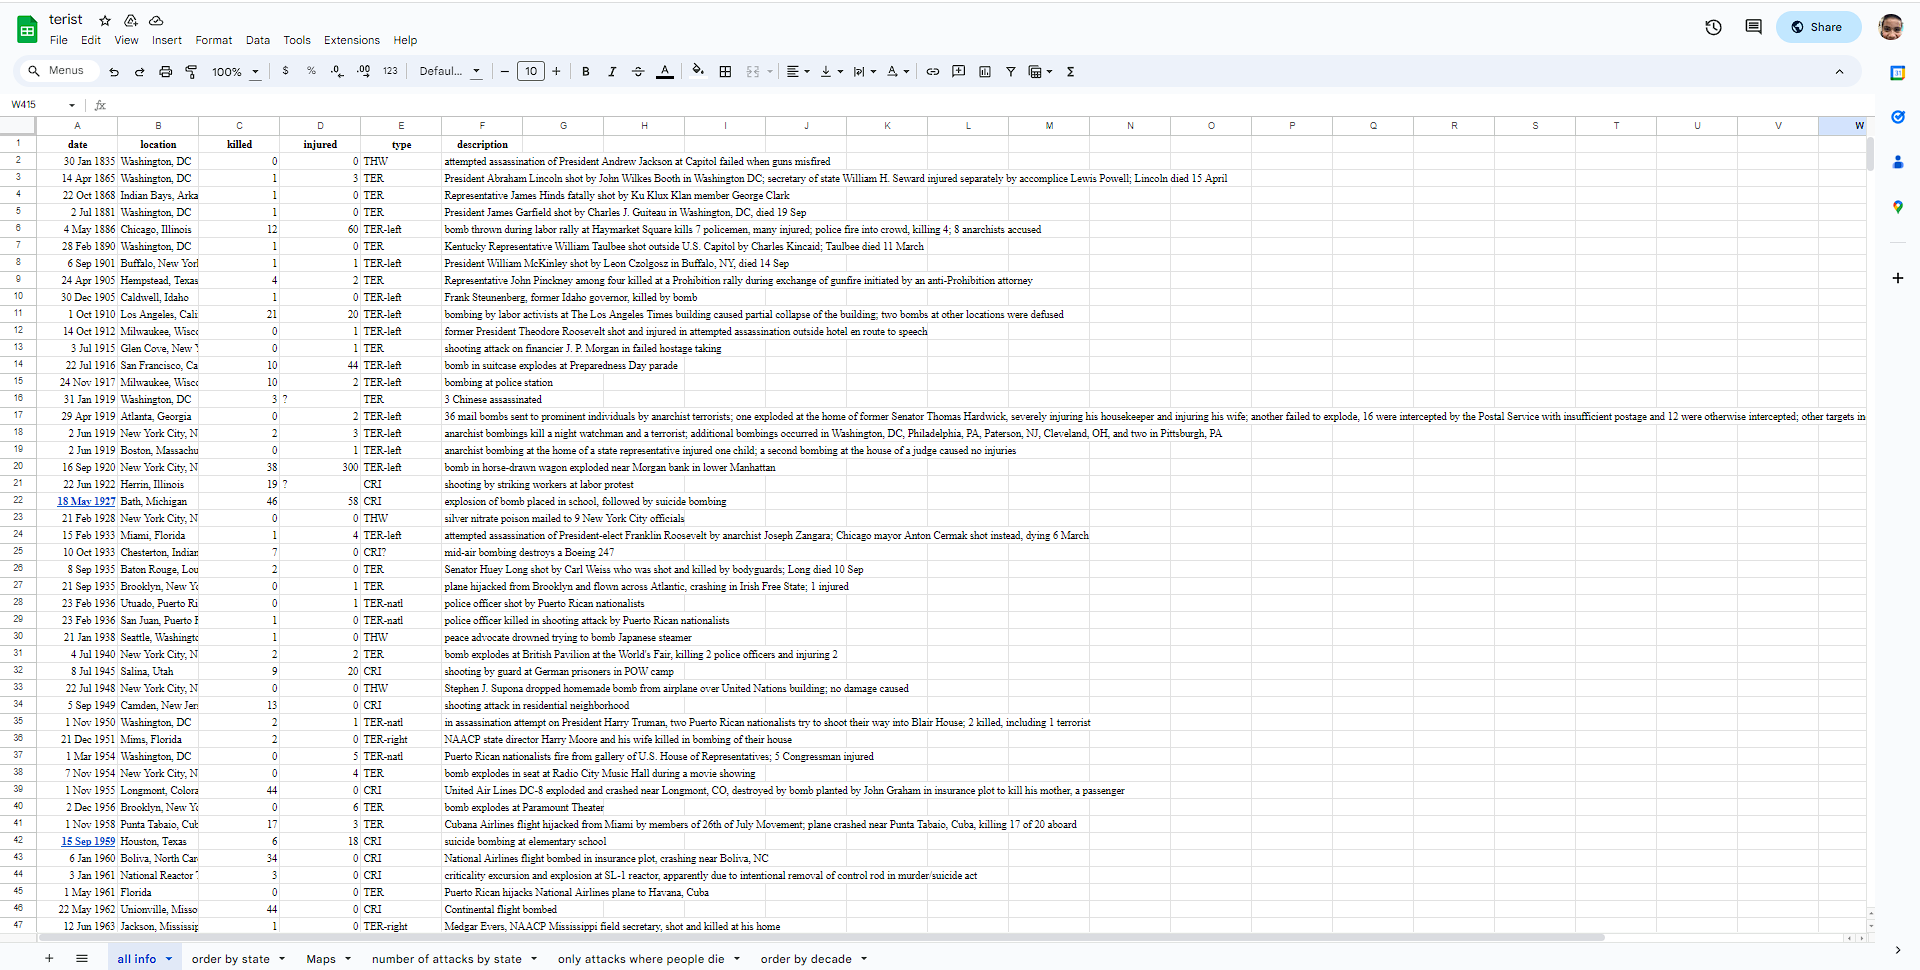 terist
File Edit View Insert Format Data Tools Extensions Help
Share
Menus 100% $ % .0 .00 123 Defaul... 10 B I A Σ
W415 fx
A B C D E F G H I J K L M N O P Q R S T U V W
1 date location killed injured type description
2 30 Jan 1835 Washington, DC 0 0 THW attempted assassination of President Andrew Jackson at Capitol failed when guns misfired
3 14 Apr 1865 Washington, DC 1 3 TER President Abraham Lincoln shot by John Wilkes Booth in Washington DC; secretary of state William H. Seward injured separately by accomplice Lewis Powell; Lincoln died 15 April
4 22 Oct 1868 Indian Bays, Arka 1 0 TER Representative James Hinds fatally shot by Ku Klux Klan member George Clark
5 2 Jul 1881 Washington, DC 1 0 TER President James Garfield shot by Charles J. Guiteau in Washington, DC, died 19 Sep
6 4 May 1886 Chicago, Illinois 12 60 TER-left bomb thrown during labor rally at Haymarket Square kills 7 policemen, many injured; police fire into crowd, killing 4; 8 anarchists accused
7 28 Feb 1890 Washington, DC 1 0 TER Kentucky Representative William Taulbee shot outside U.S. Capitol by Charles Kincaid; Taulbee died 11 March
8 6 Sep 1901 Buffalo, New Yorl 1 1 TER-left President William McKinley shot by Leon Czolgosz in Buffalo, NY, died 14 Sep
9 24 Apr 1905 Hempstead, Texas 4 2 TER Representative John Pinckney among four killed at a Prohibition rally during exchange of gunfire initiated by an anti-Prohibition attorney
10 30 Dec 1905 Caldwell, Idaho 1 0 TER-left Frank Steunenberg, former Idaho governor, killed by bomb
11 1 Oct 1910 Los Angeles, Cali 21 20 TER-left bombing by labor activists at The Los Angeles Times building caused partial collapse of the building; two bombs at other locations were defused
12 14 Oct 1912 Milwaukee, Wisco 0 1 TER-left former President Theodore Roosevelt shot and injured in attempted assassination outside hotel en route to speech
13 3 Jul 1915 Glen Cove, New Y 0 1 TER shooting attack on financier J. P. Morgan in failed hostage taking
14 22 Jul 1916 San Francisco, Ca 10 44 TER-left bomb in suitcase explodes at Preparedness Day parade
15 24 Nov 1917 Milwaukee, Wisco 10 2 TER-left bombing at police station
16 31 Jan 1919 Washington, DC 3 ? TER 3 Chinese assassinated
17 29 Apr 1919 Atlanta, Georgia 0 2 TER-left 36 mail bombs sent to prominent individuals by anarchist terrorists; one exploded at the home of former Senator Thomas Hardwick, severely injuring his housekeeper and injuring his wife; another failed to explode, 16 were intercepted by the Postal Service with insufficient postage and 12 were otherwise intercepted; other targets in
18 2 Jun 1919 New York City, N 2 3 TER-left anarchist bombings kill a night watchman and a terrorist; additional bombings occurred in Washington, DC, Philadelphia, PA, Paterson, NJ, Cleveland, OH, and two in Pittsburgh, PA
19 2 Jun 1919 Boston, Massachu 0 1 TER-left anarchist bombing at the home of a state representative injured one child; a second bombing at the house of a judge caused no injuries
20 16 Sep 1920 New York City, N 38 300 TER-left bomb in horse-drawn wagon exploded near Morgan bank in lower Manhattan
21 22 Jun 1922 Herrin, Illinois 19 ? CRI shooting by striking workers at labor protest
22 18 May 1927 Bath, Michigan 46 58 CRI explosion of bomb placed in school, followed by suicide bombing
23 21 Feb 1928 New York City, N 0 0 THW silver nitrate poison mailed to 9 New York City officials
24 15 Feb 1933 Miami, Florida 1 4 TER-left attempted assassination of President-elect Franklin Roosevelt by anarchist Joseph Zangara; Chicago mayor Anton Cermak shot instead, dying 6 March
25 10 Oct 1933 Chesterton, Indian 7 0 CRI? mid-air bombing destroys a Boeing 247
26 8 Sep 1935 Baton Rouge, Lou 2 0 TER Senator Huey Long shot by Carl Weiss who was shot and killed by bodyguards; Long died 10 Sep
27 21 Sep 1935 Brooklyn, New Yo 0 1 TER plane hijacked from Brooklyn and flown across Atlantic, crashing in Irish Free State; 1 injured
28 23 Feb 1936 Utuado, Puerto Ri 0 1 TER-natl police officer shot by Puerto Rican nationalists
29 23 Feb 1936 San Juan, Puerto F 1 0 TER-natl police officer killed in shooting attack by Puerto Rican nationalists
30 21 Jan 1938 Seattle, Washingto 1 0 THW peace advocate drowned trying to bomb Japanese steamer
31 4 Jul 1940 New York City, N 2 2 TER bomb explodes at British Pavilion at the World's Fair, killing 2 police officers and injuring 2
32 8 Jul 1945 Salina, Utah 9 20 CRI shooting by guard at German prisoners in POW camp
33 22 Jul 1948 New York City, N 0 0 THW Stephen J. Supona dropped homemade bomb from airplane over United Nations building; no damage caused
34 5 Sep 1949 Camden, New Jer 13 0 CRI shooting attack in residential neighborhood
35 1 Nov 1950 Washington, DC 2 1 TER-natl in assassination attempt on President Harry Truman, two Puerto Rican nationalists try to shoot their way into Blair House; 2 killed, including 1 terrorist
36 21 Dec 1951 Mims, Florida 2 0 TER-right NAACP state director Harry Moore and his wife killed in bombing of their house
37 1 Mar 1954 Washington, DC 0 5 TER-natl Puerto Rican nationalists fire from gallery of U.S. House of Representatives; 5 Congressman injured
38 7 Nov 1954 New York City, N 0 4 TER bomb explodes in seat at Radio City Music Hall during a movie showing
39 1 Nov 1955 Longmont, Colora 44 0 CRI United Air Lines DC-8 exploded and crashed near Longmont, CO, destroyed by bomb planted by John Graham in insurance plot to kill his mother, a passenger
40 2 Dec 1956 Brooklyn, New Yo 0 6 TER bomb explodes at Paramount Theater
41 1 Nov 1958 Punta Tabaio, Cub 17 3 TER Cubana Airlines flight hijacked from Miami by members of 26th of July Movement; plane crashed near Punta Tabaio, Cuba, killing 17 of 20 aboard
42 15 Sep 1959 Houston, Texas 6 18 CRI suicide bombing at elementary school
43 6 Jan 1960 Boliva, North Car 34 0 CRI National Airlines flight bombed in insurance plot, crashing near Boliva, NC
44 3 Jan 1961 National Reactor T 3 0 CRI criticality excursion and explosion at SL-1 reactor, apparently due to intentional removal of control rod in murder/suicide act
45 1 May 1961 Florida 0 0 TER Puerto Rican hijacks National Airlines plane to Havana, Cuba
46 22 May 1962 Unionville, Misso 44 0 CRI Continental flight bombed
47 12 Jun 1963 Jackson, Mississip 1 0 TER-right Medgar Evers, NAACP Mississippi field secretary, shot and killed at his home
all info order by state Maps number of attacks by state only attacks where people die order by decade